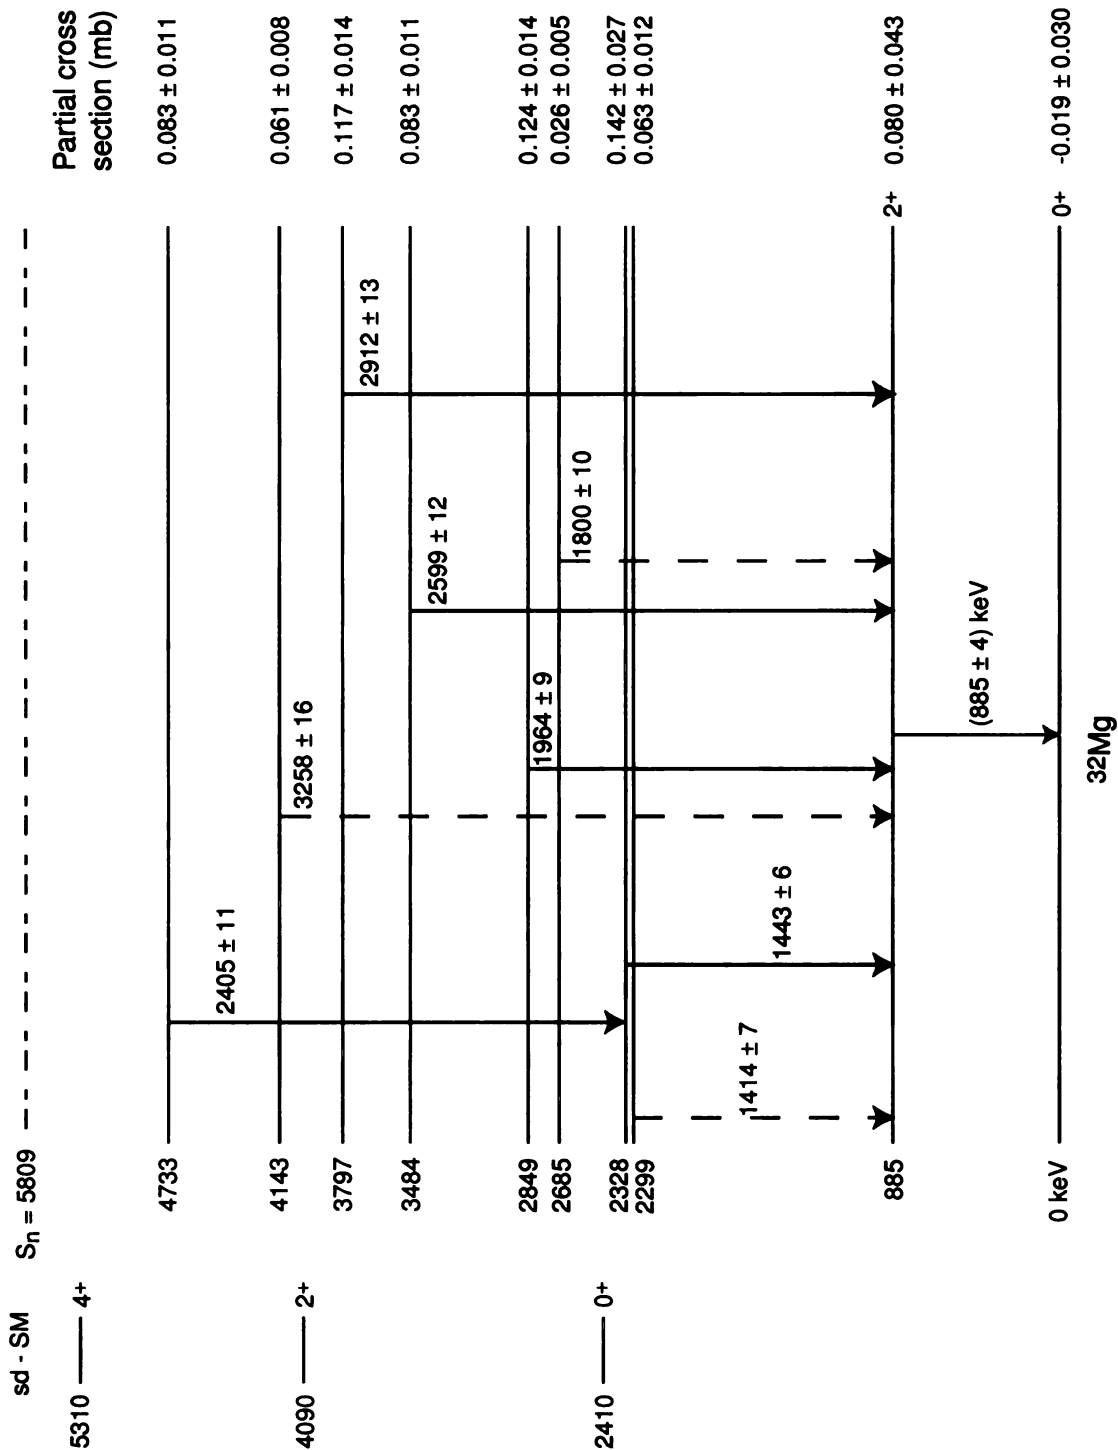 sd - SM
Sn = 5809
Partial cross
section (mb)
5310 4+
4733
0.083 ± 0.011
2405 ± 11
4090 2+
4143
0.061 ± 0.008
3258 ± 16
3797
0.117 ± 0.014
2912 ± 13
3484
0.083 ± 0.011
2599 ± 12
2849
0.124 ± 0.014
1964 ± 9
2685
0.026 ± 0.005
1800 ± 10
2410 0+
2328
0.142 ± 0.027
2299
0.063 ± 0.012
1414 ± 7
1443 ± 6
885
2+ 0.080 ± 0.043
(885 ± 4) keV
0 keV
0+ -0.019 ± 0.030
32Mg